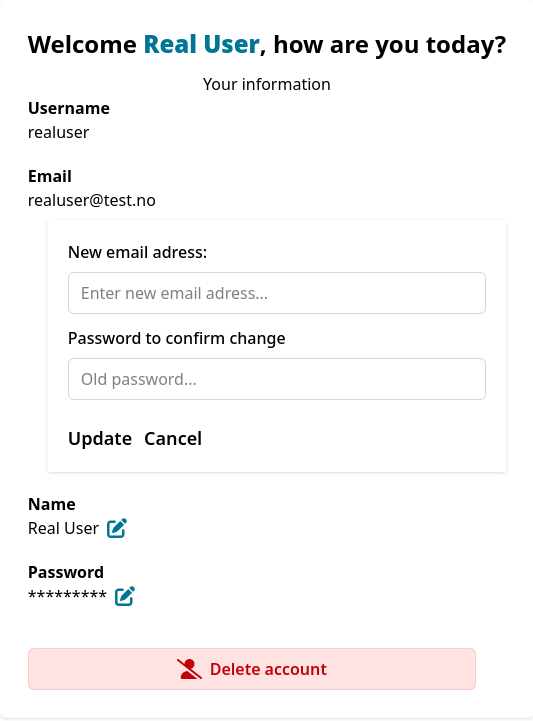 Welcome Real User, how are you today?
Your information
Username
realuser
Email
realuser@test.no
New email adress:
Enter new email adress...
Password to confirm change
Old password...
Update Cancel
Name
Real User
Password
*********
Delete account